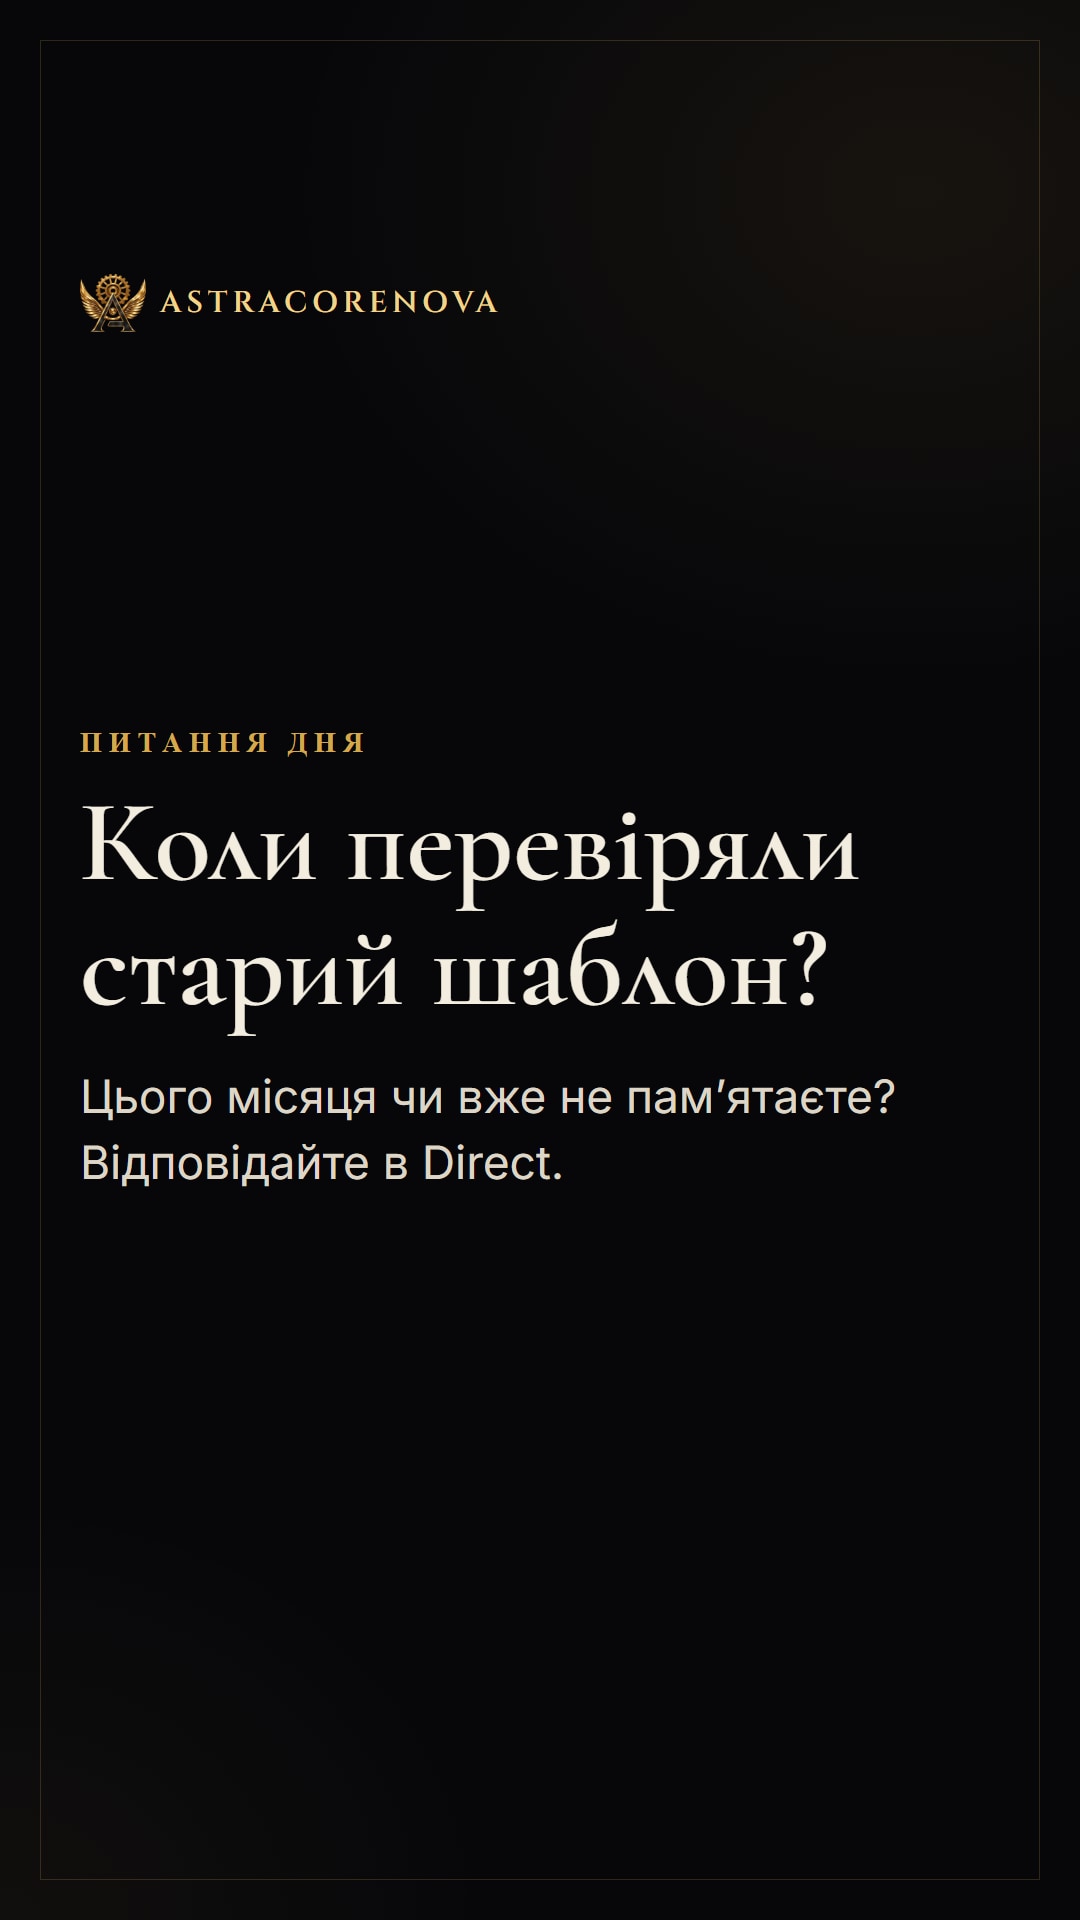 ASTRACORENOVA
ПИТАННЯ ДНЯ
Коли перевіряли
старий шаблон?
Цього місяця чи вже не пам’ятаєте?
Відповідайте в Direct.